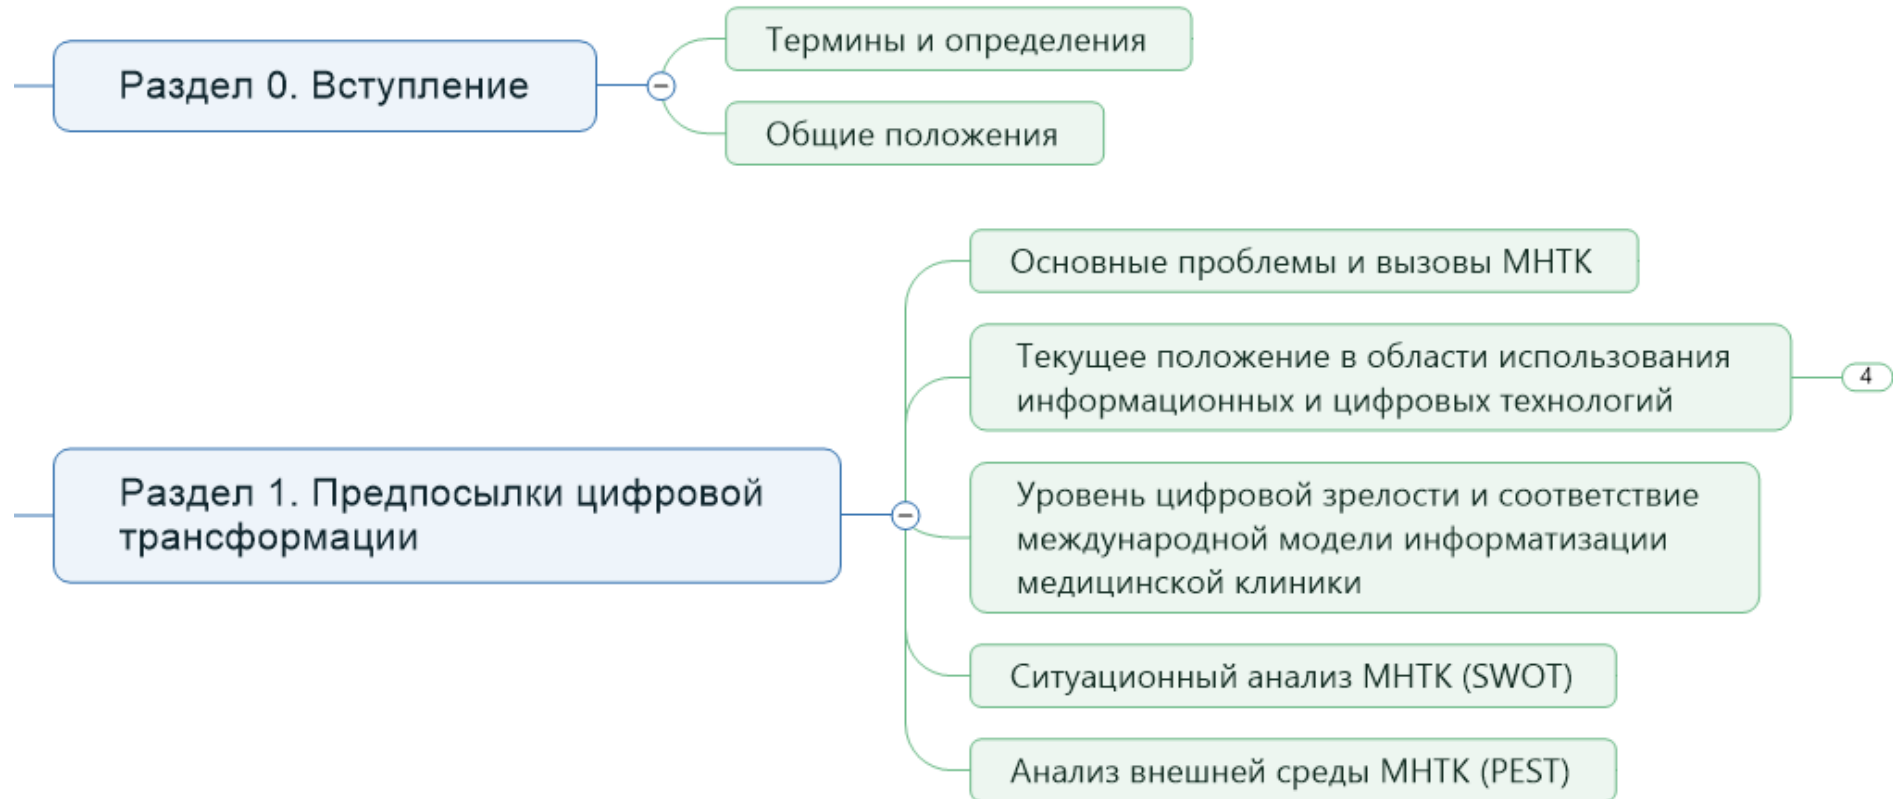 Раздел 0. Вступление
Термины и определения
Общие положения
Раздел 1. Предпосылки цифровой
трансформации
Основные проблемы и вызовы МНТК
Текущее положение в области использования
информационных и цифровых технологий
4
Уровень цифровой зрелости и соответствие
международной модели информатизации
медицинской клиники
Ситуационный анализ МНТК (SWOT)
Анализ внешней среды МНТК (PEST)